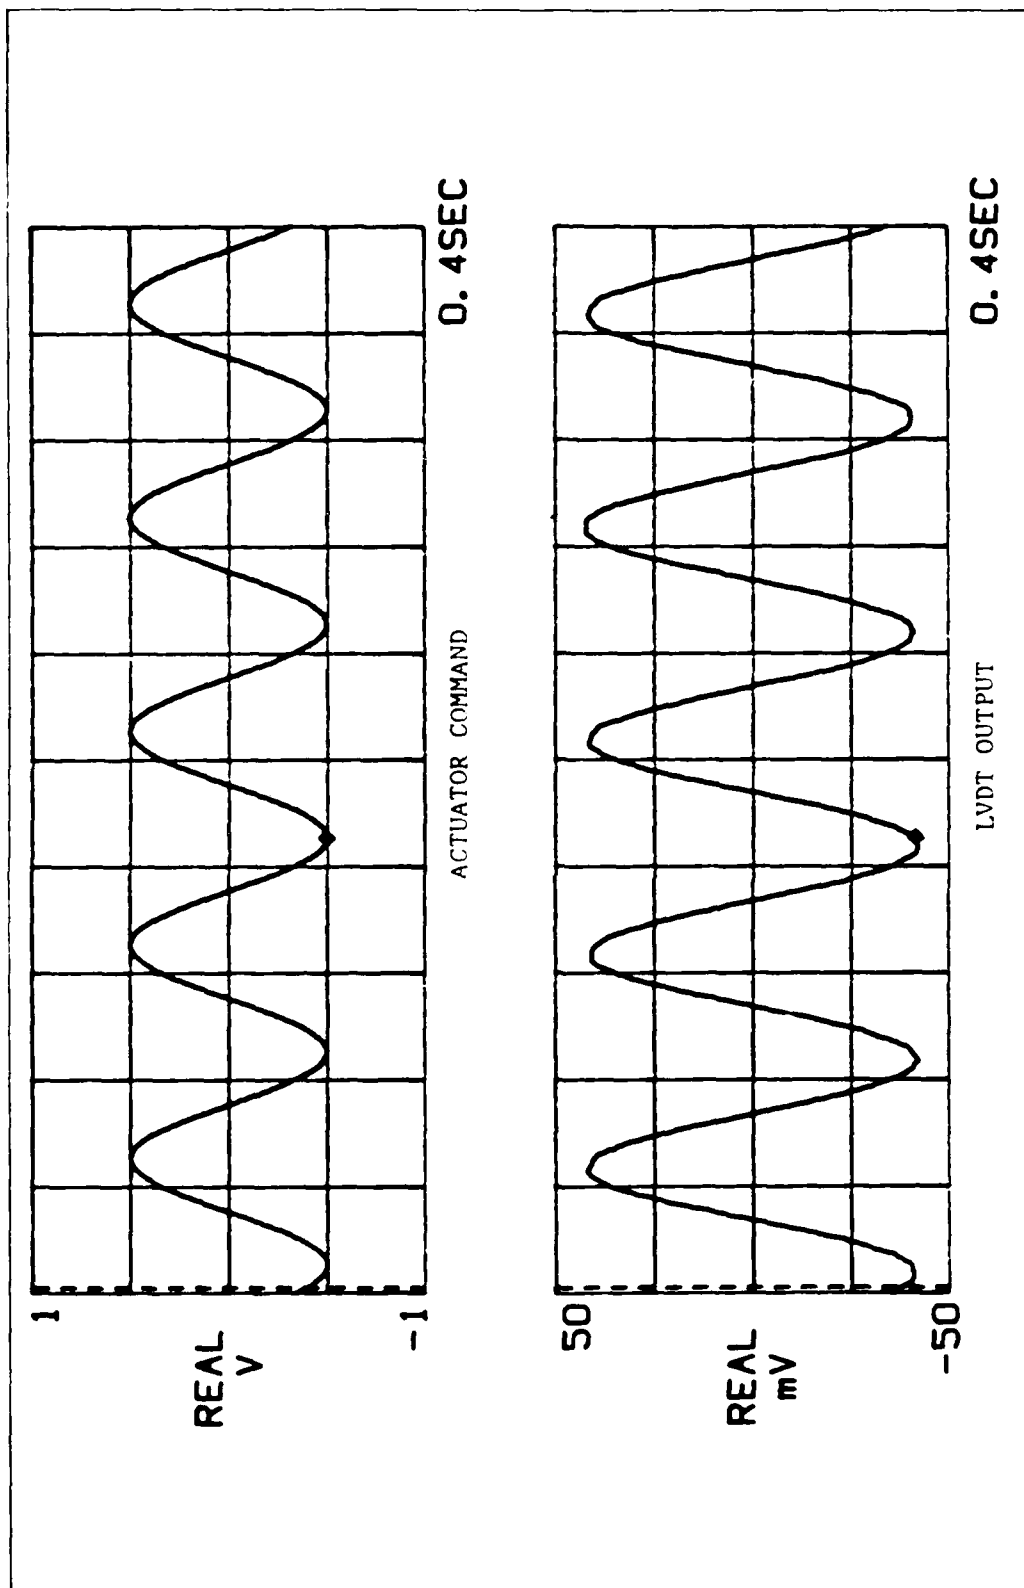 1
REAL
V
-1
0. 4SEC
ACTUATOR COMMAND
50
REAL
mV
-50
0. 4SEC
LVDT OUTPUT